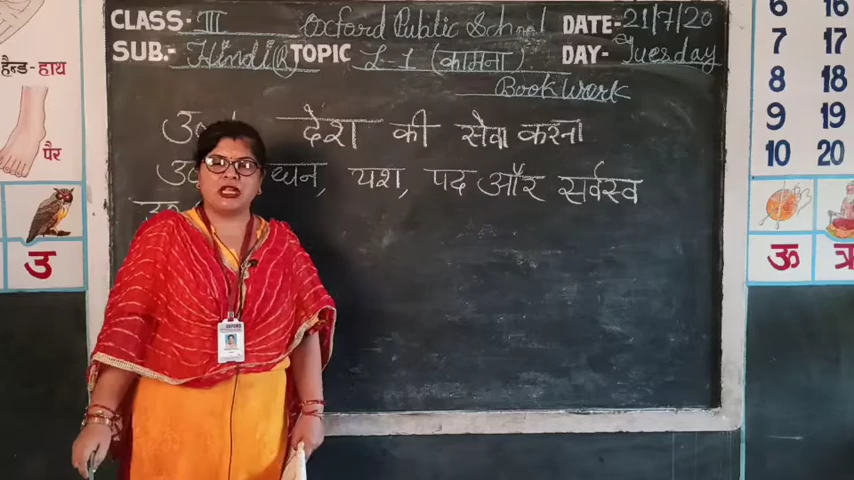 CLASS:- III Oxford Public School DATE:- 21/7/20
SUB.- Hindi (R) TOPIC L-1 (कामना) DAY- Tuesday
Book Work
देश की सेवा करना
धन, यश, पद और सर्वस्व
हैन्ड-हाथ
पैर
उ
6 16
7 17
8 18
9 19
10 20
ऊ
OXFORD